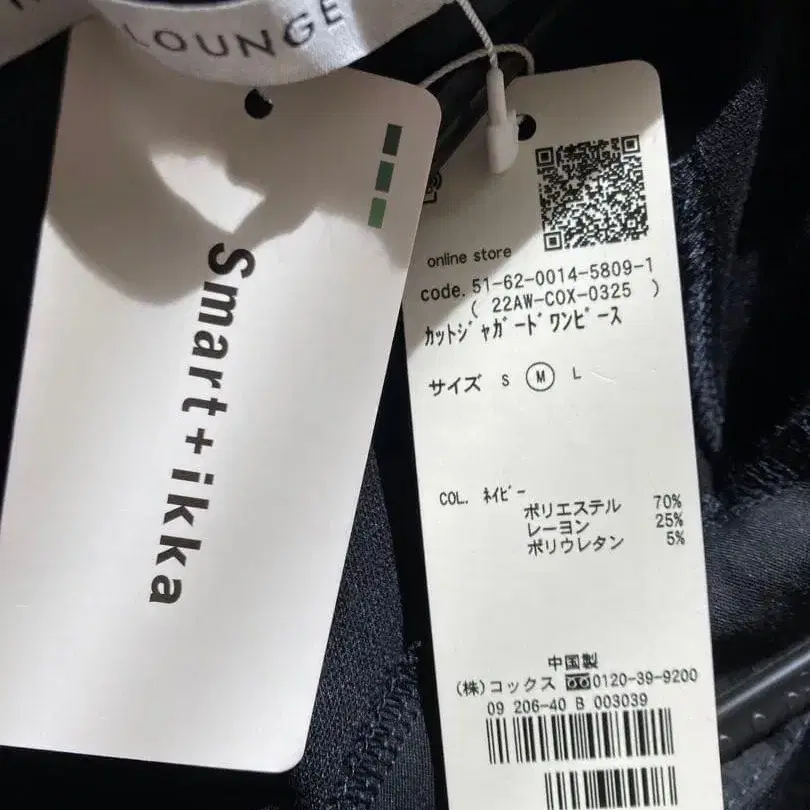 LOUNGE
Smart+ikka
online store
code. 51-62-0014-5809-1
( 22AW-COX-0325 )
ｶｯﾄｼﾞｬｶﾞｰﾄﾞﾜﾝﾋﾟｰｽ
サイズ S M L
COL. ﾈｲﾋﾞｰ
ポリエステル 70%
レーヨン 25%
ポリウレタン 5%
中国製
(株)コックス 0120-39-9200
09 206-40 B 003039